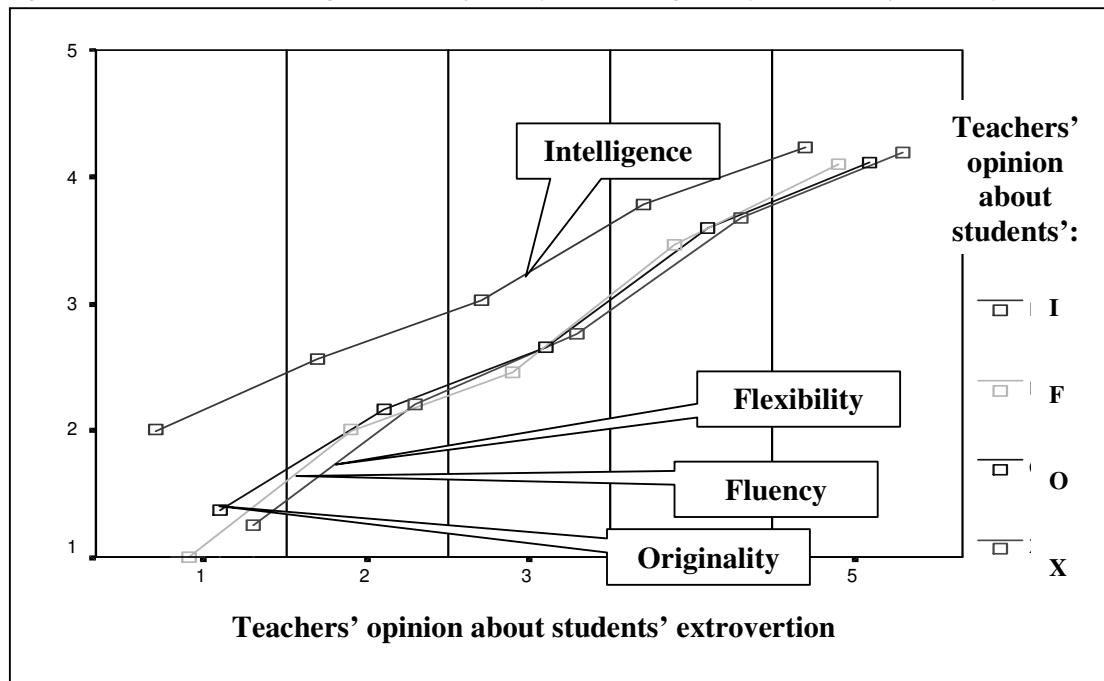 5
4
3
2
1
Intelligence
Flexibility
Fluency
Originality
1
2
3
5
Teachers’ opinion about students’ extrovertion
Teachers’
opinion
about
students’:
I
F
O
X